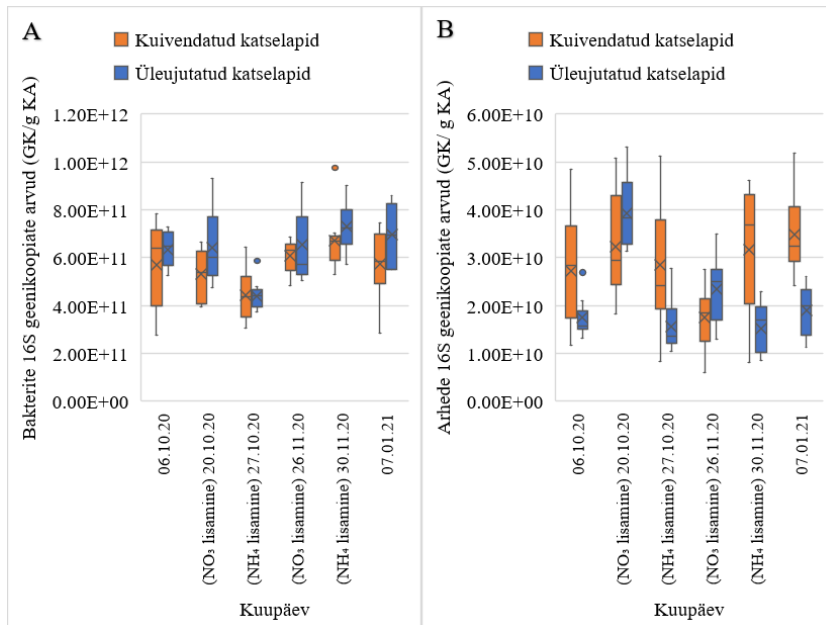 A
Kuivendatud katselapid
Üleujutatud katselapid
Bakterite 16S geenikoopiate arvud (GK/g KA)
1.20E+12
1.00E+12
8.00E+11
6.00E+11
4.00E+11
2.00E+11
0.00E+00
06.10.20
(NO₃ lisamine) 20.10.20
(NH₄ lisamine) 27.10.20
(NO₃ lisamine) 26.11.20
(NH₄ lisamine) 30.11.20
07.01.21
Kuupäev
B
Kuivendatud katselapid
Üleujutatud katselapid
Arhede 16S geenikoopiate arvud (GK/ g KA)
6.00E+10
5.00E+10
4.00E+10
3.00E+10
2.00E+10
1.00E+10
0.00E+00
06.10.20
(NO₃ lisamine) 20.10.20
(NH₄ lisamine) 27.10.20
(NO₃ lisamine) 26.11.20
(NH₄ lisamine) 30.11.20
07.01.21
Kuupäev